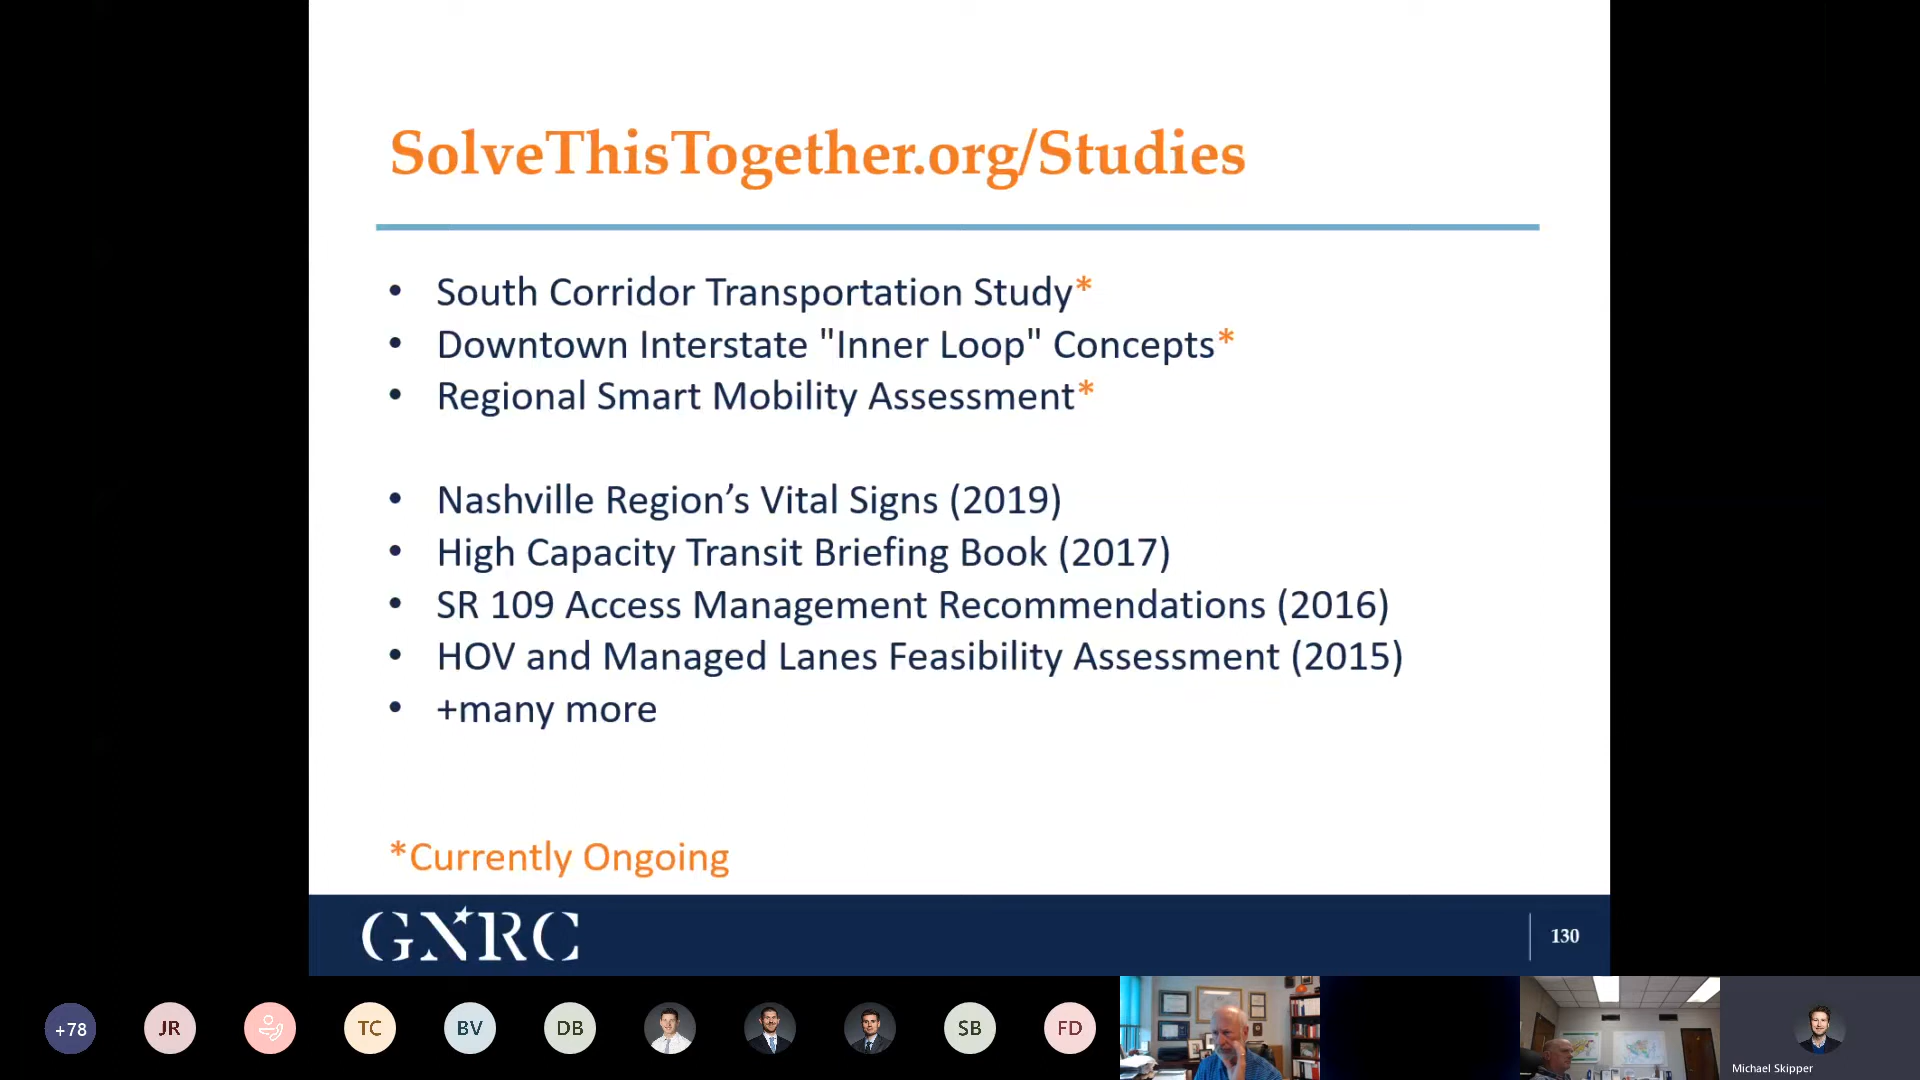 SolveThisTogether.org/Studies
• South Corridor Transportation Study*
• Downtown Interstate "Inner Loop" Concepts*
• Regional Smart Mobility Assessment*
• Nashville Region’s Vital Signs (2019)
• High Capacity Transit Briefing Book (2017)
• SR 109 Access Management Recommendations (2016)
• HOV and Managed Lanes Feasibility Assessment (2015)
• +many more
*Currently Ongoing
GNRC
130
+78 JR TC BV DB SB FD
Michael Skipper